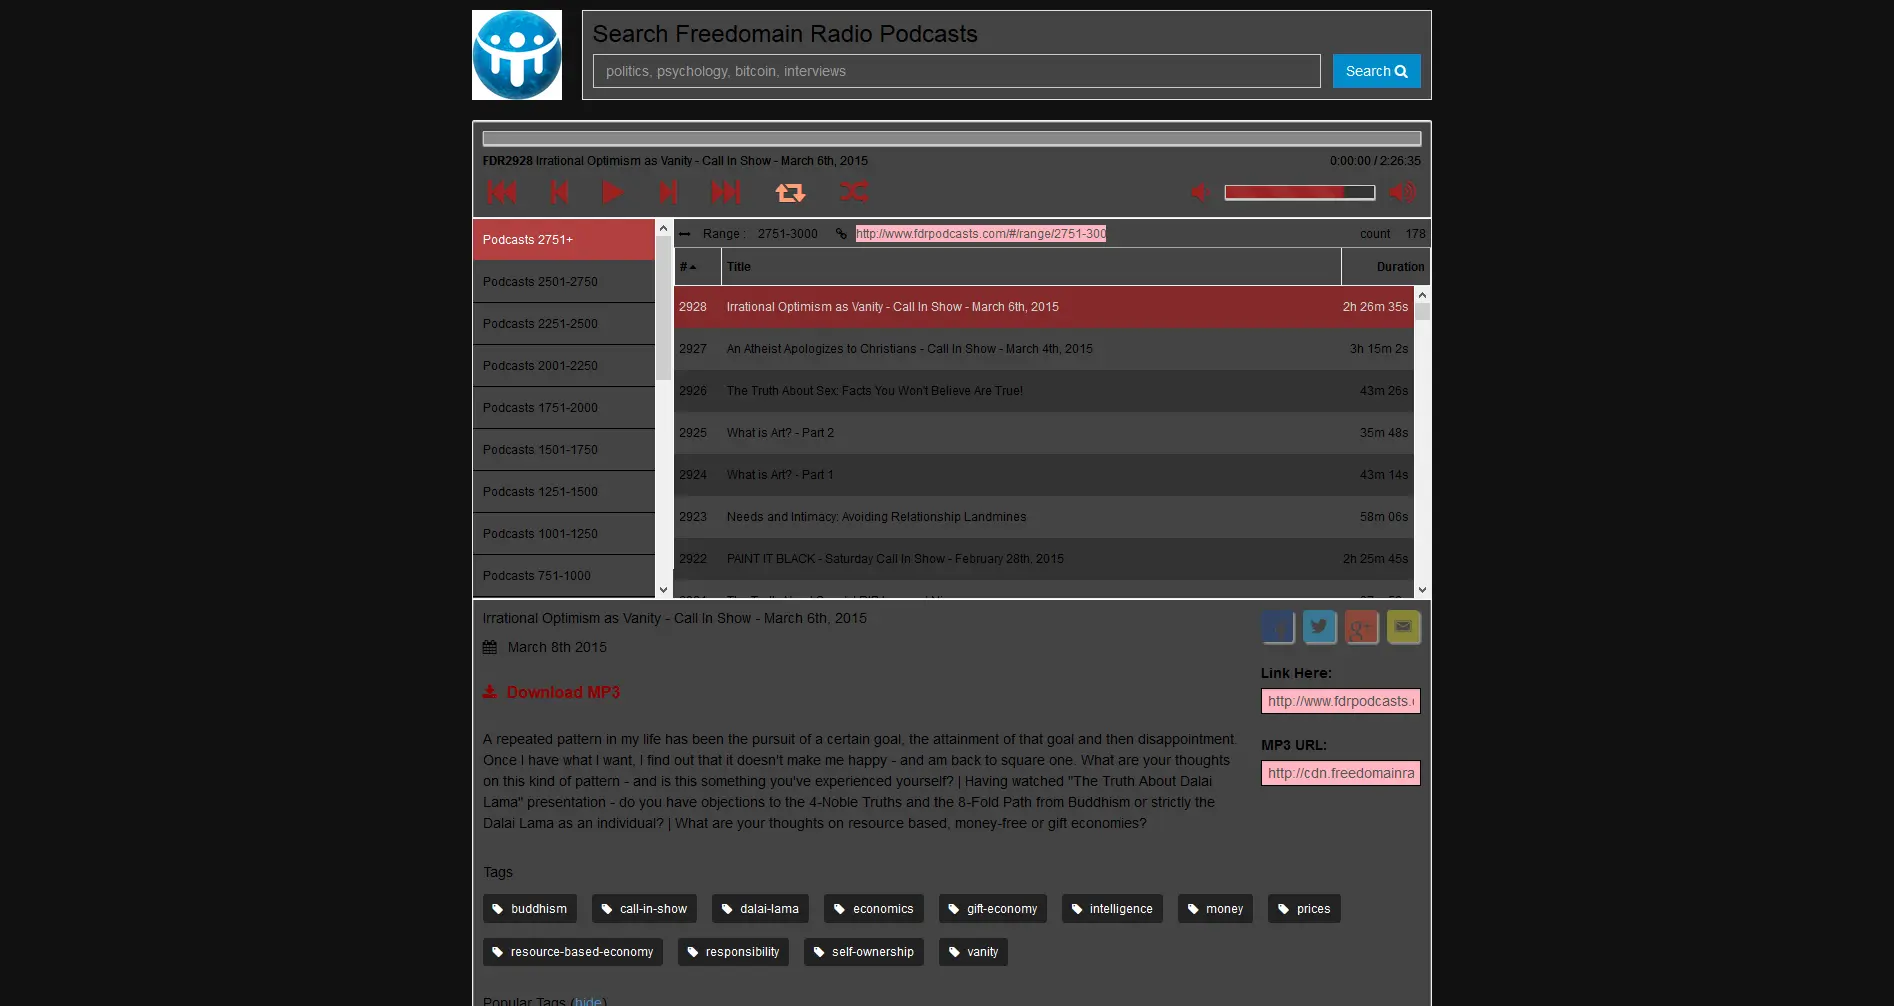 Search Freedomain Radio Podcasts
politics, psychology, bitcoin, interviews
Search
FDR2928 Irrational Optimism as Vanity - Call In Show - March 6th, 2015
0:00:00 / 2:26:35
Podcasts 2751+
Podcasts 2501-2750
Podcasts 2251-2500
Podcasts 2001-2250
Podcasts 1751-2000
Podcasts 1501-1750
Podcasts 1251-1500
Podcasts 1001-1250
Podcasts 751-1000
Range : 2751-3000 http://www.fdrpodcasts.com/#/range/2751-300 count 178
# Title Duration
2928 Irrational Optimism as Vanity - Call In Show - March 6th, 2015 2h 26m 35s
2927 An Atheist Apologizes to Christians - Call In Show - March 4th, 2015 3h 15m 2s
2926 The Truth About Sex: Facts You Won't Believe Are True! 43m 26s
2925 What is Art? - Part 2 35m 48s
2924 What is Art? - Part 1 43m 14s
2923 Needs and Intimacy: Avoiding Relationship Landmines 58m 06s
2922 PAINT IT BLACK - Saturday Call In Show - February 28th, 2015 2h 25m 45s
Irrational Optimism as Vanity - Call In Show - March 6th, 2015
March 8th 2015
Download MP3
A repeated pattern in my life has been the pursuit of a certain goal, the attainment of that goal and then disappointment.
Once I have what I want, I find out that it doesn't make me happy - and am back to square one. What are your thoughts
on this kind of pattern - and is this something you've experienced yourself? | Having watched "The Truth About Dalai
Lama" presentation - do you have objections to the 4-Noble Truths and the 8-Fold Path from Buddhism or strictly the
Dalai Lama as an individual? | What are your thoughts on resource based, money-free or gift economies?
g+
Link Here:
http://www.fdrpodcasts.
MP3 URL:
http://cdn.freedomainra
Tags
buddhism call-in-show dalai-lama economics gift-economy intelligence money prices
resource-based-economy responsibility self-ownership vanity
Popular Tags (hide)